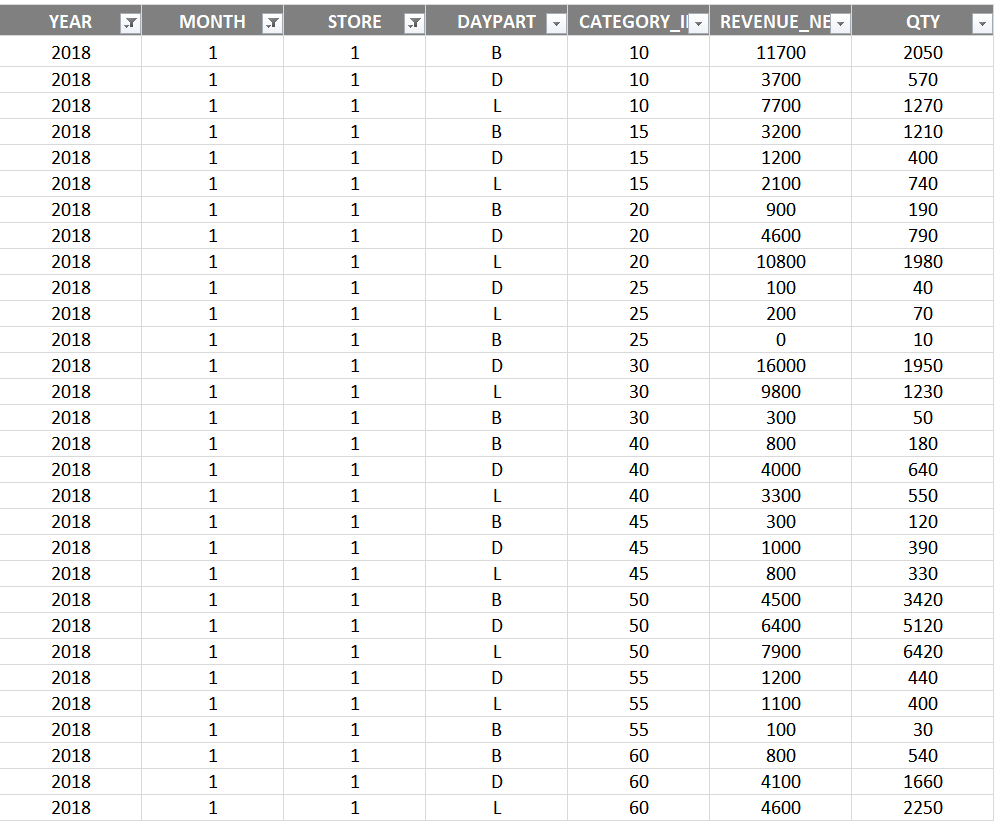 YEAR MONTH STORE DAYPART CATEGORY_I REVENUE_NE QTY
2018 1 1 B 10 11700 2050
2018 1 1 D 10 3700 570
2018 1 1 L 10 7700 1270
2018 1 1 B 15 3200 1210
2018 1 1 D 15 1200 400
2018 1 1 L 15 2100 740
2018 1 1 B 20 900 190
2018 1 1 D 20 4600 790
2018 1 1 L 20 10800 1980
2018 1 1 D 25 100 40
2018 1 1 L 25 200 70
2018 1 1 B 25 0 10
2018 1 1 D 30 16000 1950
2018 1 1 L 30 9800 1230
2018 1 1 B 30 300 50
2018 1 1 B 40 800 180
2018 1 1 D 40 4000 640
2018 1 1 L 40 3300 550
2018 1 1 B 45 300 120
2018 1 1 D 45 1000 390
2018 1 1 L 45 800 330
2018 1 1 B 50 4500 3420
2018 1 1 D 50 6400 5120
2018 1 1 L 50 7900 6420
2018 1 1 D 55 1200 440
2018 1 1 L 55 1100 400
2018 1 1 B 55 100 30
2018 1 1 B 60 800 540
2018 1 1 D 60 4100 1660
2018 1 1 L 60 4600 2250